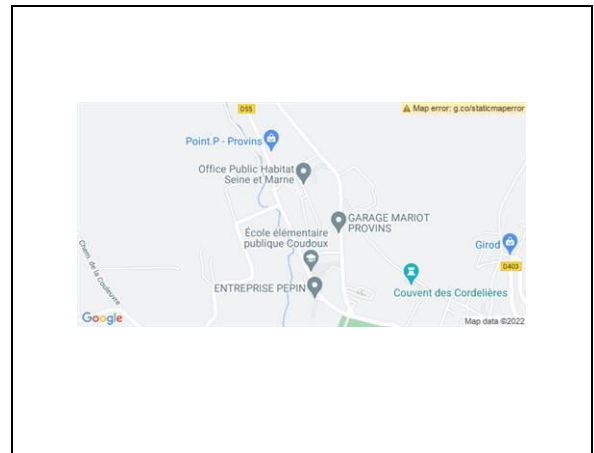 D55
Map error: g.co/staticmaperror
Point.P - Provins
Office Public Habitat
Seine et Marne
GARAGE MARIOT
PROVINS
École élémentaire
publique Coudoux
Girod
D403
Chem. de la Couleuvre
ENTREPRISE PEPIN
Couvent des Cordelières
Google
Map data ©2022